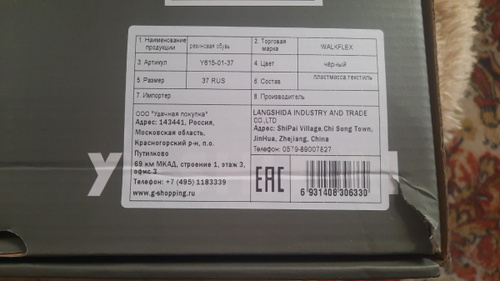 1. Наименование продукции
резиновая обувь
2. Торговая марка
WALKFLEX
3. Артикул
Y615-01-37
4. Цвет
чёрный
5. Размер
37 RUS
6. Состав
пластмасса,текстиль
7. Импортер
8. Производитель
ООО "Удачная покупка"
Адрес: 143441, Россия,
Московская область,
Красногорский р-н, п.о.
Путилково
69 км МКАД, строение 1, этаж 3,
офис 3
Телефон: +7 (495) 1183339
www.g-shopping.ru
LANGSHIDA INDUSTRY AND TRADE
CO.,LTD
Адрес: ShiPai Village,Chi Song Town,
JinHua, Zhejiang, China
Телефон: 0579-89007827
EAC
6 931408 306330